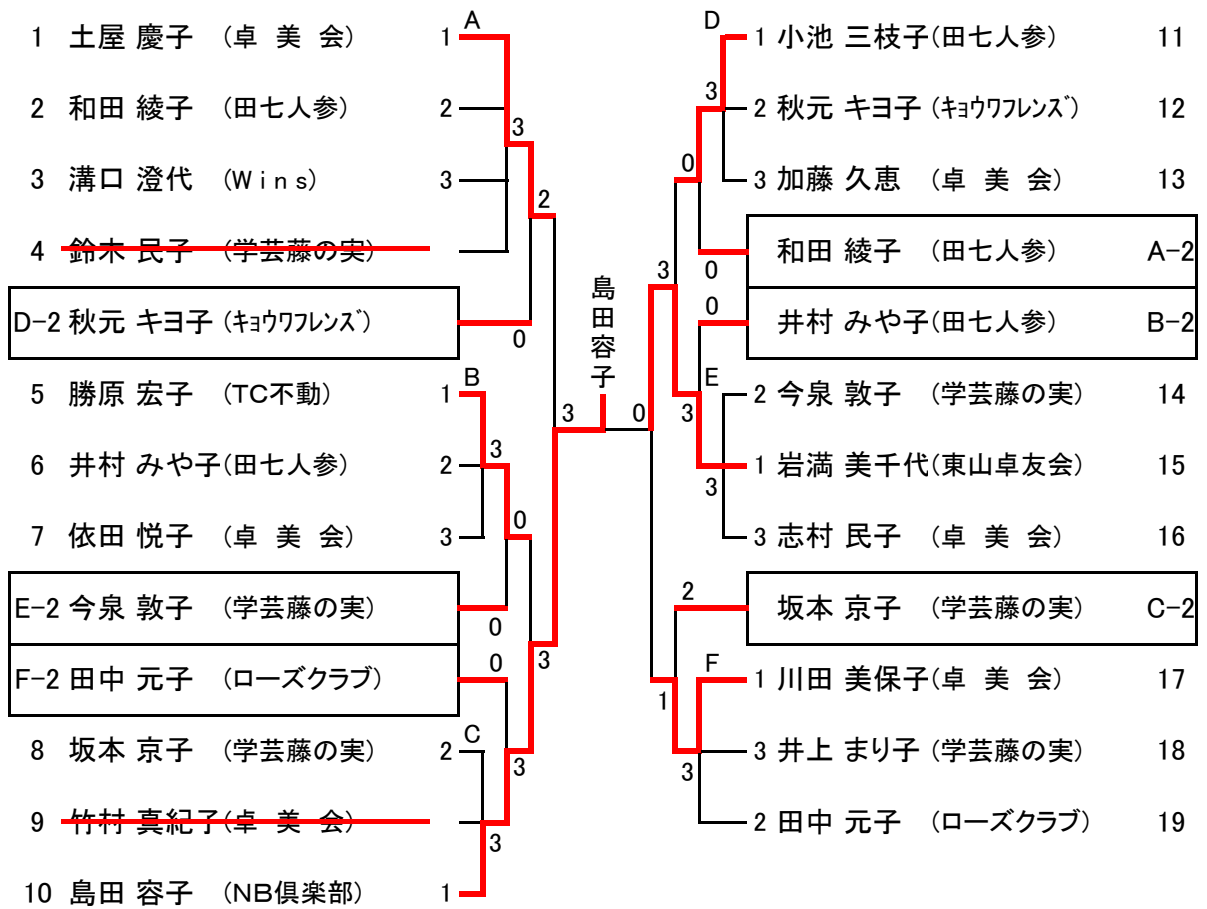 A
D
1 土屋 慶子 (卓 美 会) 1
1 小池 三枝子(田七人参) 11
3
2 和田 綾子 (田七人参) 2
2 秋元 キヨ子(キョウワフレンズ) 12
3
0
3 溝口 澄代 (Wins) 3
3 加藤 久恵 (卓 美 会) 13
2
4 鈴木 民子 (学芸藤の実)
和田 綾子 (田七人参) A-2
3
0
島田容子
0
D-2 秋元 キヨ子(キョウワフレンズ)
井村 みや子(田七人参) B-2
0
B
E
5 勝原 宏子 (TC不動) 1
2 今泉 敦子 (学芸藤の実) 14
3
0
3
3
6 井村 みや子(田七人参) 2
1 岩満 美千代(東山卓友会) 15
3
0
7 依田 悦子 (卓 美 会) 3
3 志村 民子 (卓 美 会) 16
2
E-2 今泉 敦子 (学芸藤の実)
坂本 京子 (学芸藤の実) C-2
0
0
3
F
F-2 田中 元子 (ローズクラブ)
1 川田 美保子(卓 美 会) 17
1
C
8 坂本 京子 (学芸藤の実) 2
3 井上 まり子(学芸藤の実) 18
3
3
9 竹村 真紀子(卓 美 会)
2 田中 元子 (ローズクラブ) 19
3
10 島田 容子 (NB倶楽部) 1